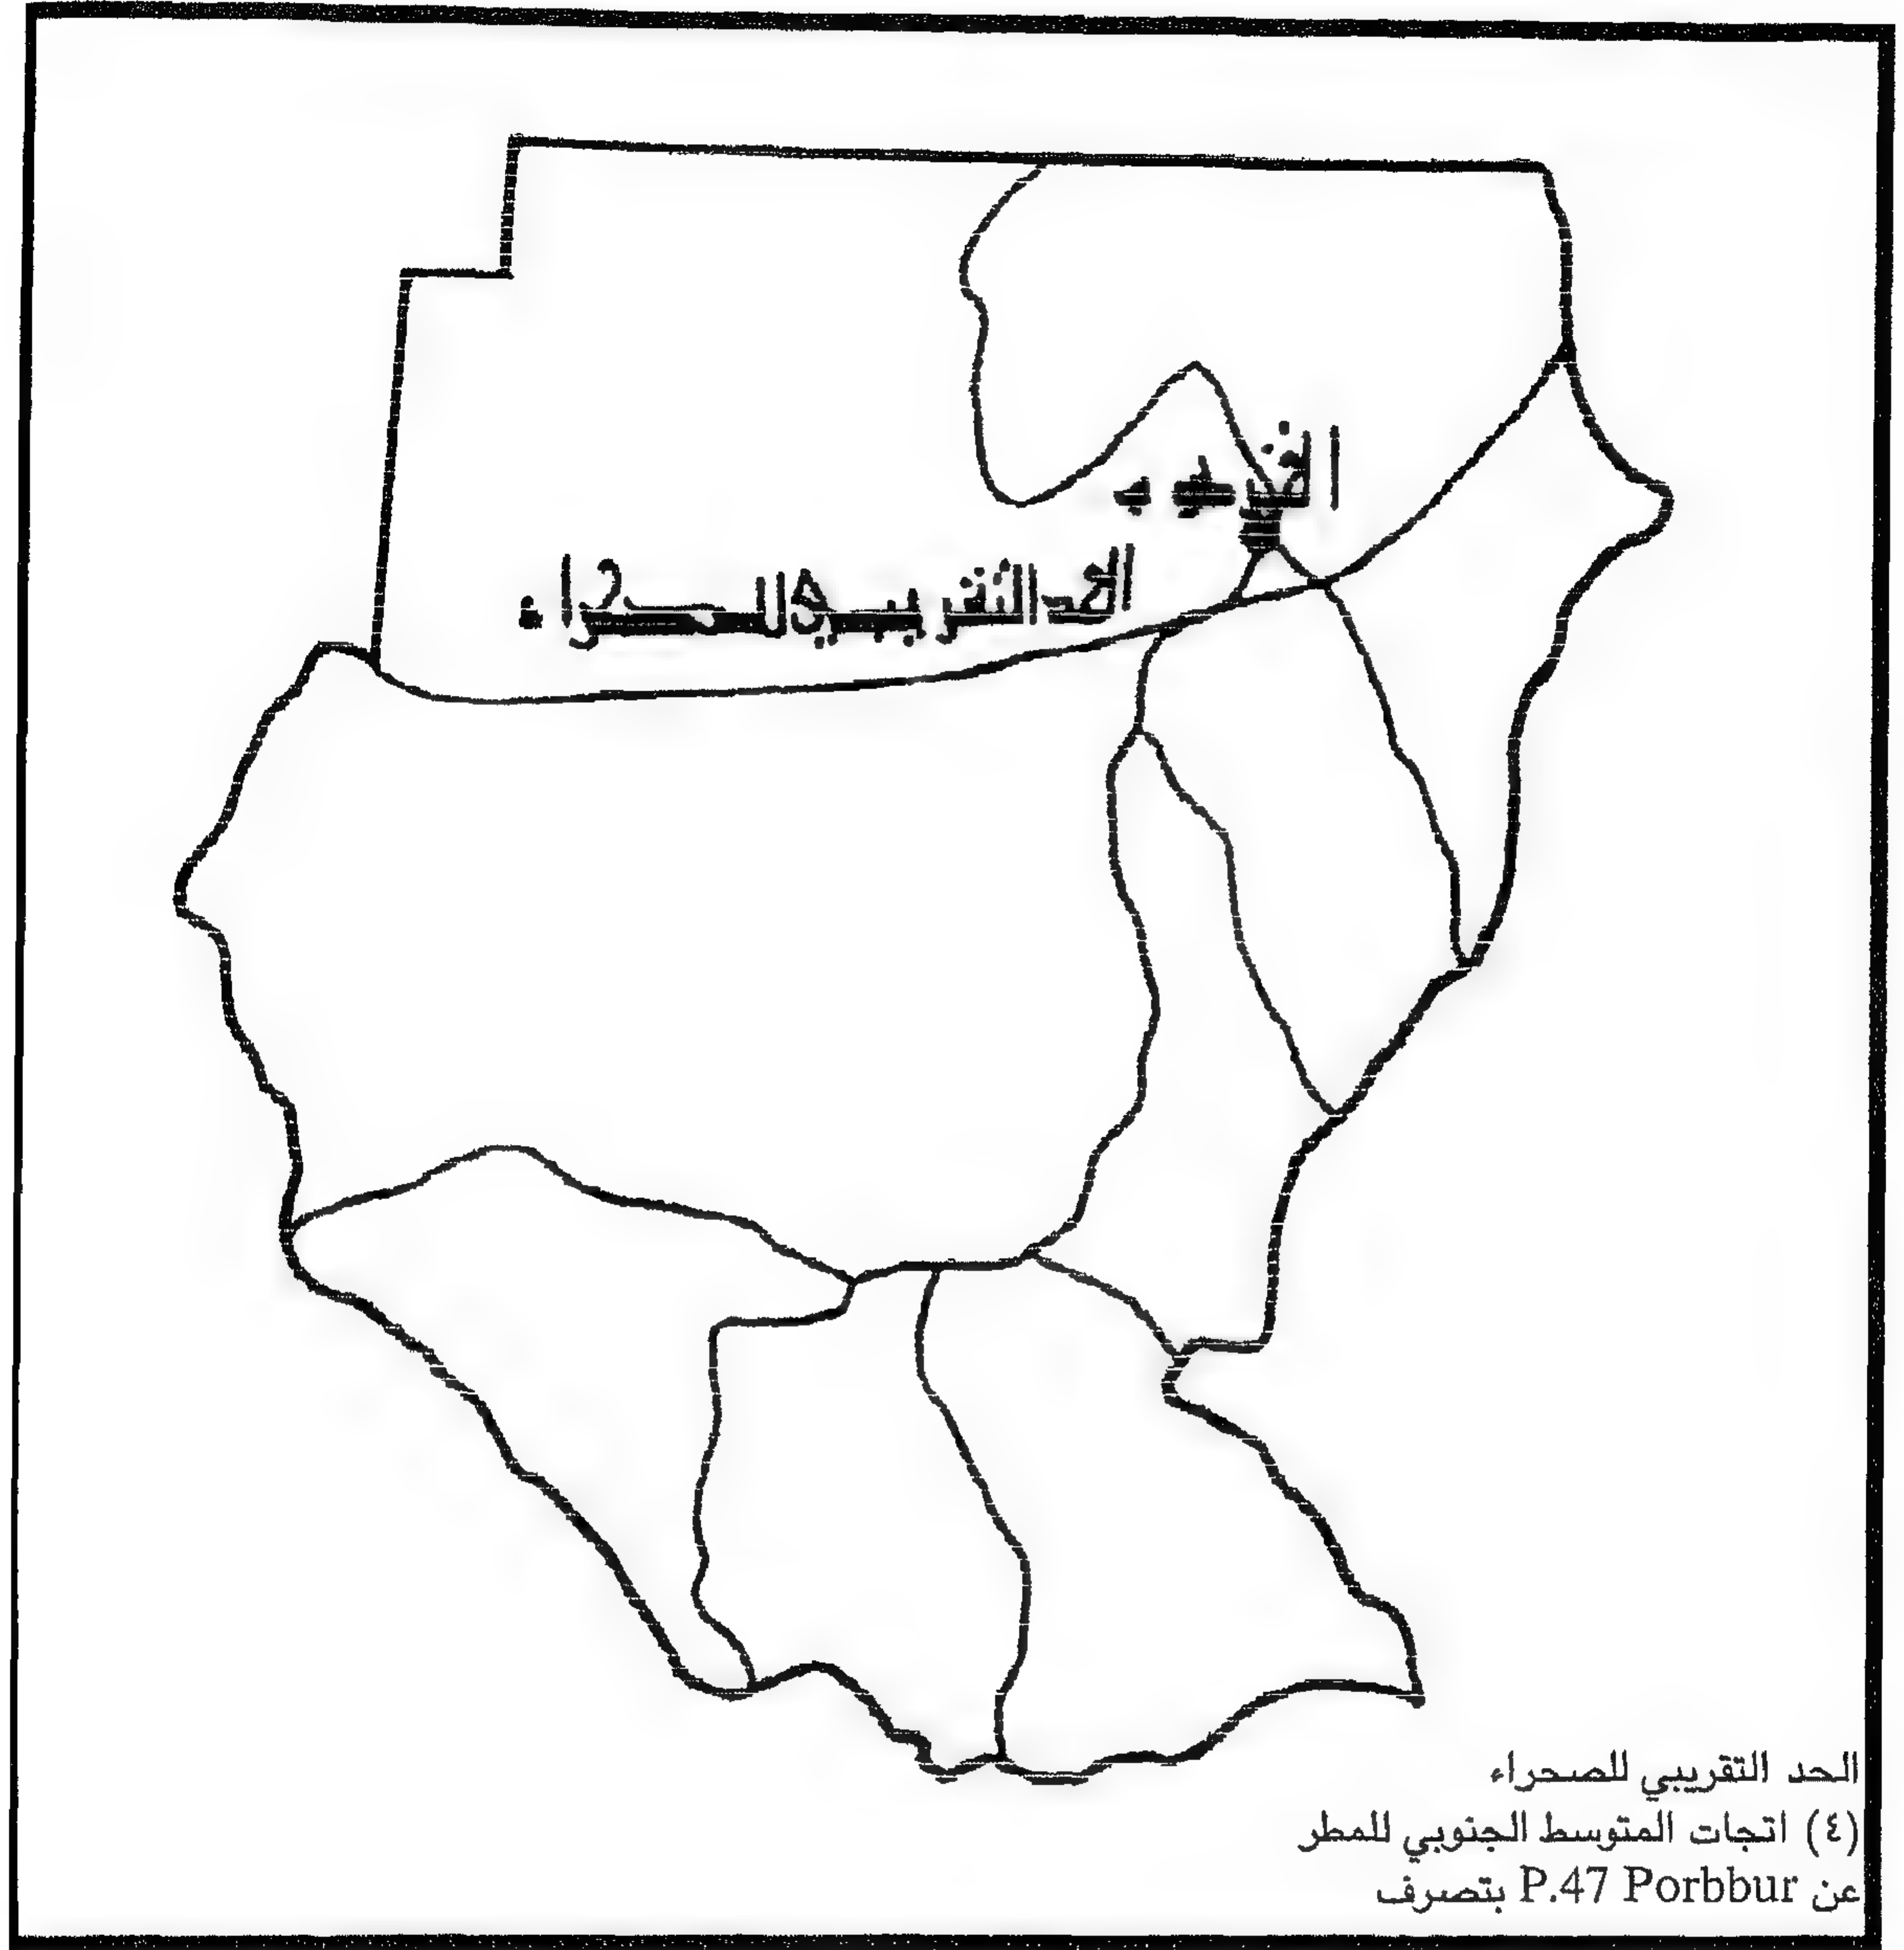 الحد التقريبي للصحراء
الحد التقريبي للصحراء
(٤) اتجات المتوسط الجنوبي للمطر
عن P.47 Porbbur بتصرف